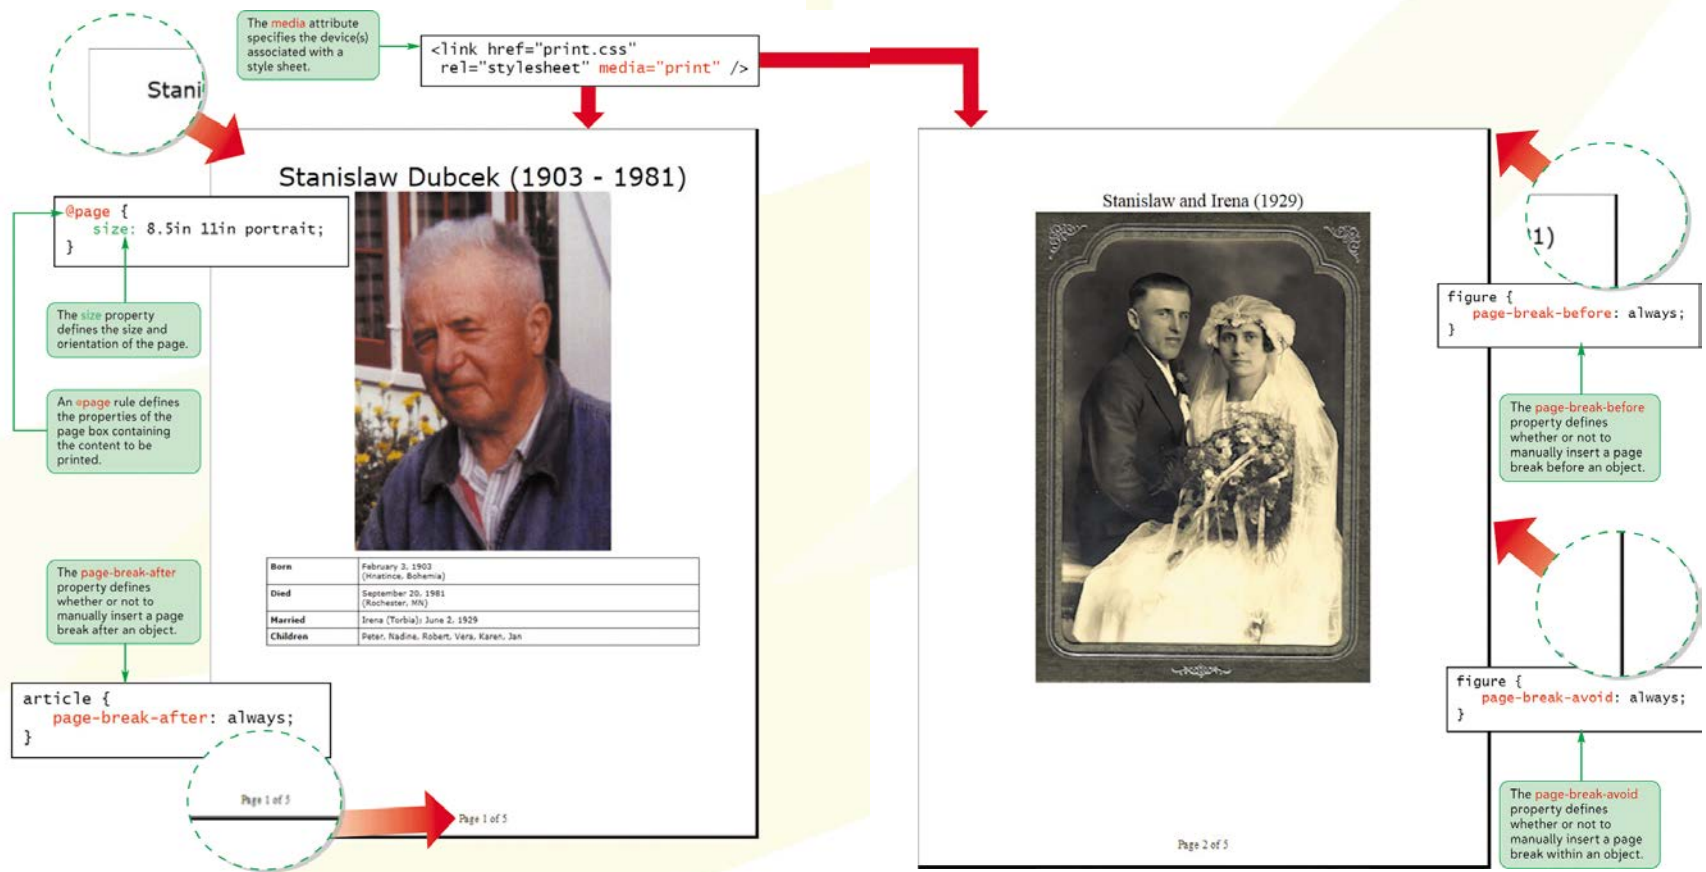 Stani
The media attribute
specifies the device(s)
associated with a
style sheet.
<link href="print.css"
rel="stylesheet" media="print" />
Stanislaw Dubcek (1903 - 1981)
@page {
size: 8.5in 11in portrait;
}
The size property
defines the size and
orientation of the page.
An @page rule defines
the properties of the
page box containing
the content to be
printed.
Born
February 3, 1903
(Hnatince, Bohemia)
Died
September 20, 1981
(Rochester, MN)
Married
Irena (Torbia); June 2, 1929
Children
Peter, Nadine, Robert, Vera, Karen, Jan
The page-break-after
property defines
whether or not to
manually insert a page
break after an object.
article {
page-break-after: always;
}
Page 1 of 5
Page 1 of 5
Stanislaw and Irena (1929)
Page 2 of 5
1)
figure {
page-break-before: always;
}
The page-break-before
property defines
whether or not to
manually insert a page
break before an object.
figure {
page-break-avoid: always;
}
The page-break-avoid
property defines
whether or not to
manually insert a page
break within an object.